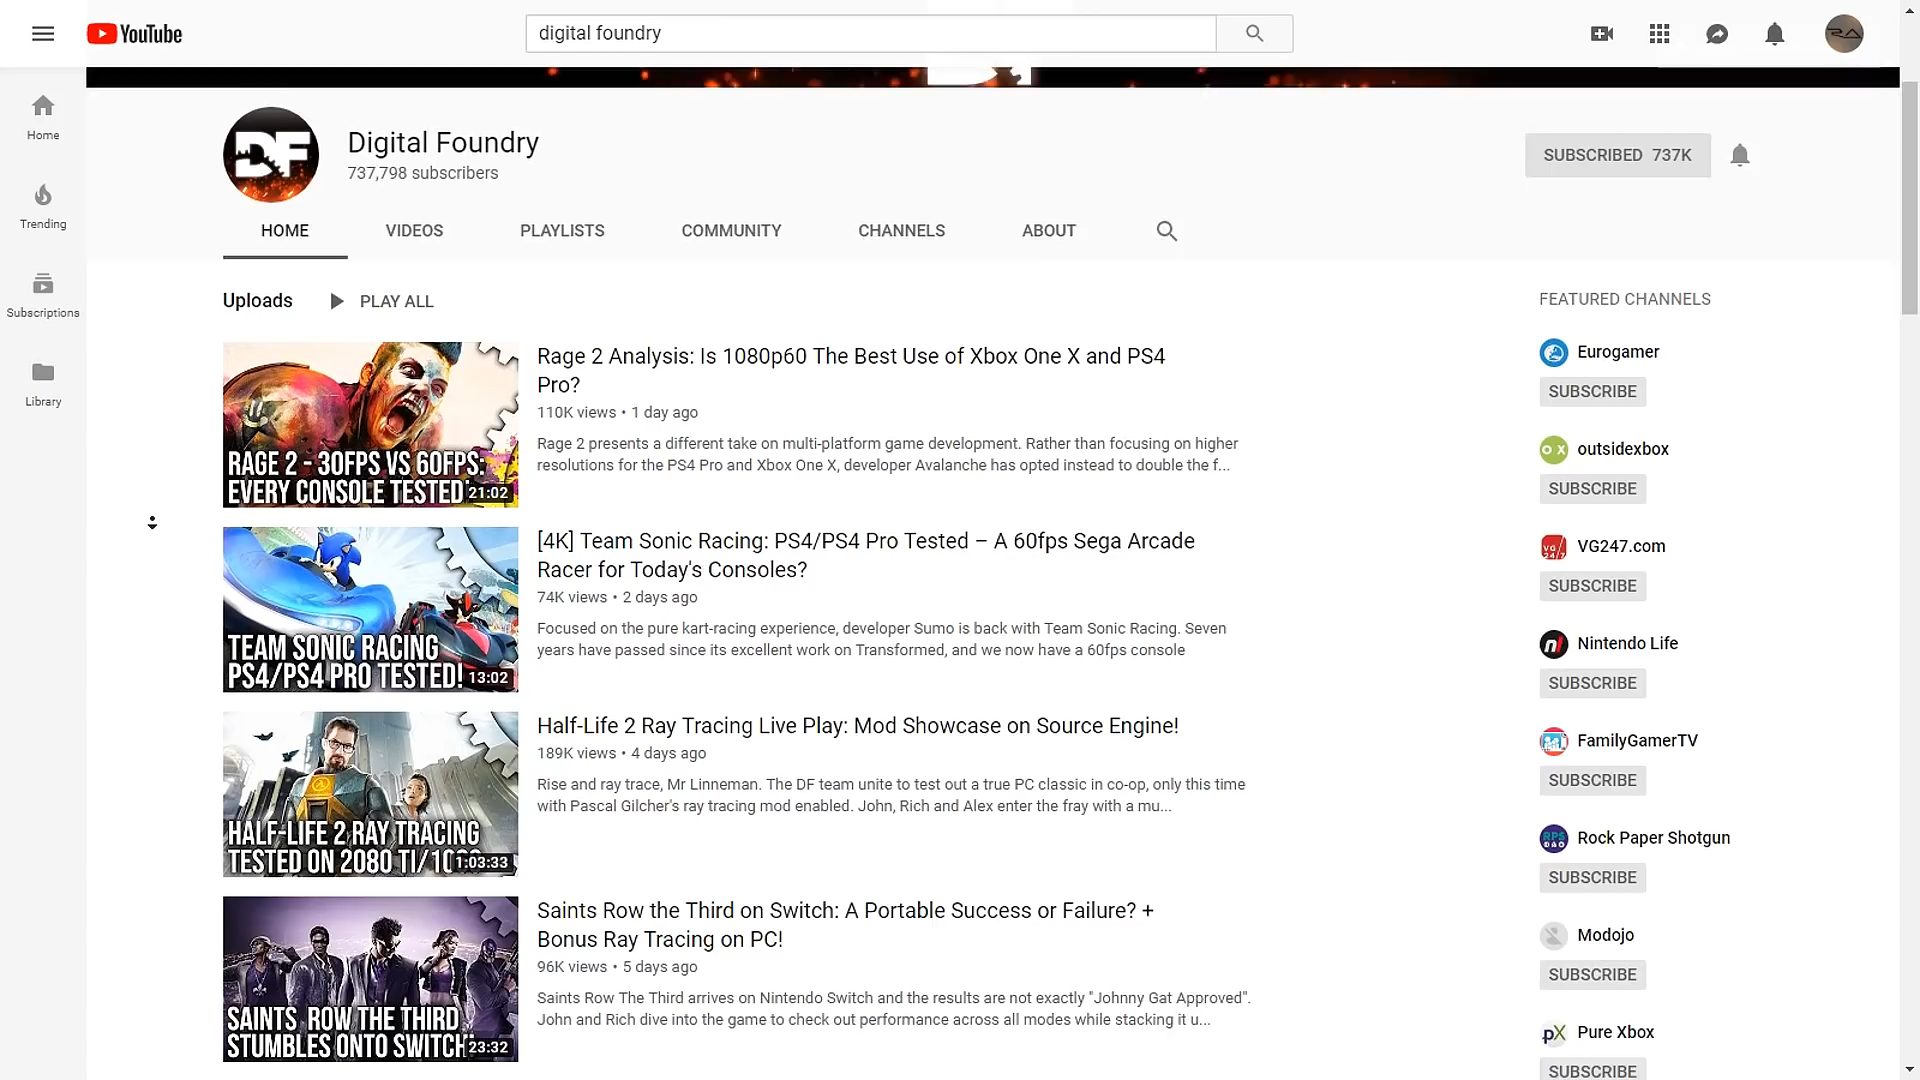 YouTube
digital foundry
Home
Trending
Subscriptions
Library
DF
Digital Foundry
737,798 subscribers
SUBSCRIBED 737K
HOME
VIDEOS
PLAYLISTS
COMMUNITY
CHANNELS
ABOUT
Uploads
PLAY ALL
RAGE 2 - 30FPS VS 60FPS:
EVERY CONSOLE TESTED
21:02
Rage 2 Analysis: Is 1080p60 The Best Use of Xbox One X and PS4
Pro?
110K views • 1 day ago
Rage 2 presents a different take on multi-platform game development. Rather than focusing on higher
resolutions for the PS4 Pro and Xbox One X, developer Avalanche has opted instead to double the f...
TEAM SONIC RACING
PS4/PS4 PRO TESTED!
13:02
[4K] Team Sonic Racing: PS4/PS4 Pro Tested – A 60fps Sega Arcade
Racer for Today's Consoles?
74K views • 2 days ago
Focused on the pure kart-racing experience, developer Sumo is back with Team Sonic Racing. Seven
years have passed since its excellent work on Transformed, and we now have a 60fps console
HALF-LIFE 2 RAY TRACING
TESTED ON 2080 TI/10
1:03:33
Half-Life 2 Ray Tracing Live Play: Mod Showcase on Source Engine!
189K views • 4 days ago
Rise and ray trace, Mr Linneman. The DF team unite to test out a true PC classic in co-op, only this time
with Pascal Gilcher's ray tracing mod enabled. John, Rich and Alex enter the fray with a mu...
SAINTS ROW THE THIRD
STUMBLES ONTO SWITCH
23:32
Saints Row the Third on Switch: A Portable Success or Failure? +
Bonus Ray Tracing on PC!
96K views • 5 days ago
Saints Row The Third arrives on Nintendo Switch and the results are not exactly "Johnny Gat Approved".
John and Rich dive into the game to check out performance across all modes while stacking it u...
FEATURED CHANNELS
Eurogamer
SUBSCRIBE
OX
outsidexbox
SUBSCRIBE
VG247.com
SUBSCRIBE
Nintendo Life
SUBSCRIBE
FamilyGamerTV
SUBSCRIBE
RPS
Rock Paper Shotgun
SUBSCRIBE
Modojo
SUBSCRIBE
pX
Pure Xbox
SUBSCRIBE